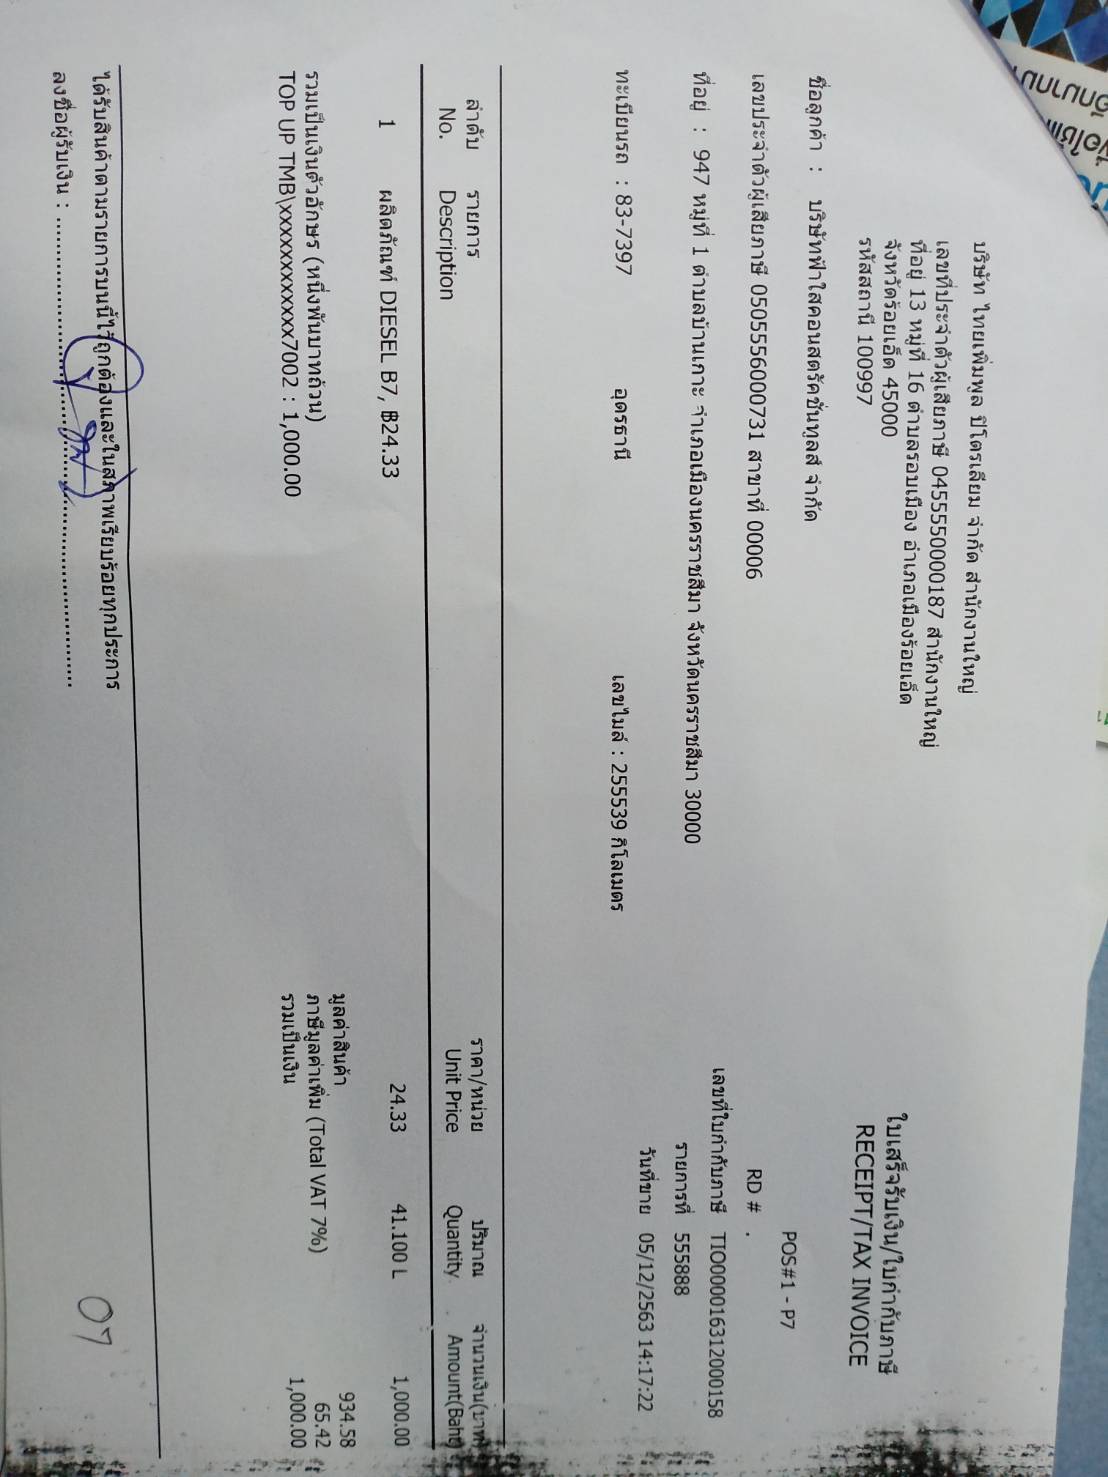 บริษัท ไทยเพิ่มพูล ปิโตรเลียม จำกัด สำนักงานใหญ่
เลขที่ประจำตัวผู้เสียภาษี 0455550000187 สำนักงานใหญ่
ที่อยู่ 13 หมู่ที่ 16 ตำบลรอบเมือง อำเภอเมืองร้อยเอ็ด
จังหวัดร้อยเอ็ด 45000
รหัสสถานี 100997
ใบเสร็จรับเงิน/ใบกำกับภาษี
RECEIPT/TAX INVOICE
ชื่อลูกค้า : บริษัทฟ้าใสคอนสตรัคชั่นทูลส์ จำกัด
POS#1 - P7
เลขประจำตัวผู้เสียภาษี 0505556000731 สาขาที่ 00006
RD # .
ที่อยู่ : 947 หมู่ที่ 1 ตำบลบ้านเกาะ อำเภอเมืองนครราชสีมา จังหวัดนครราชสีมา 30000
เลขที่ใบกำกับภาษี TIO000016312000158
รายการที่ 555888
วันที่ขาย 05/12/2563 14:17:22
ทะเบียนรถ : 83-7397 อุดรธานี เลขไมล์ : 255539 กิโลเมตร
ลำดับ รายการ ราคา/หน่วย ปริมาณ จำนวนเงิน(บาท)
No. Description Unit Price Quantity Amount(Baht)
1 ผลิตภัณฑ์ DIESEL B7, ฿24.33 24.33 41.100 L 1,000.00
มูลค่าสินค้า 934.58
ภาษีมูลค่าเพิ่ม (Total VAT 7%) 65.42
รวมเป็นเงิน 1,000.00
รวมเป็นเงินตัวอักษร (หนึ่งพันบาทถ้วน)
TOP UP TMB\xxxxxxxxxxxx7002 : 1,000.00
ได้รับสินค้าตามรายการบนนี้ไว้ถูกต้องและในสภาพเรียบร้อยทุกประการ
ลงชื่อผู้รับเงิน : ........................................................................
07